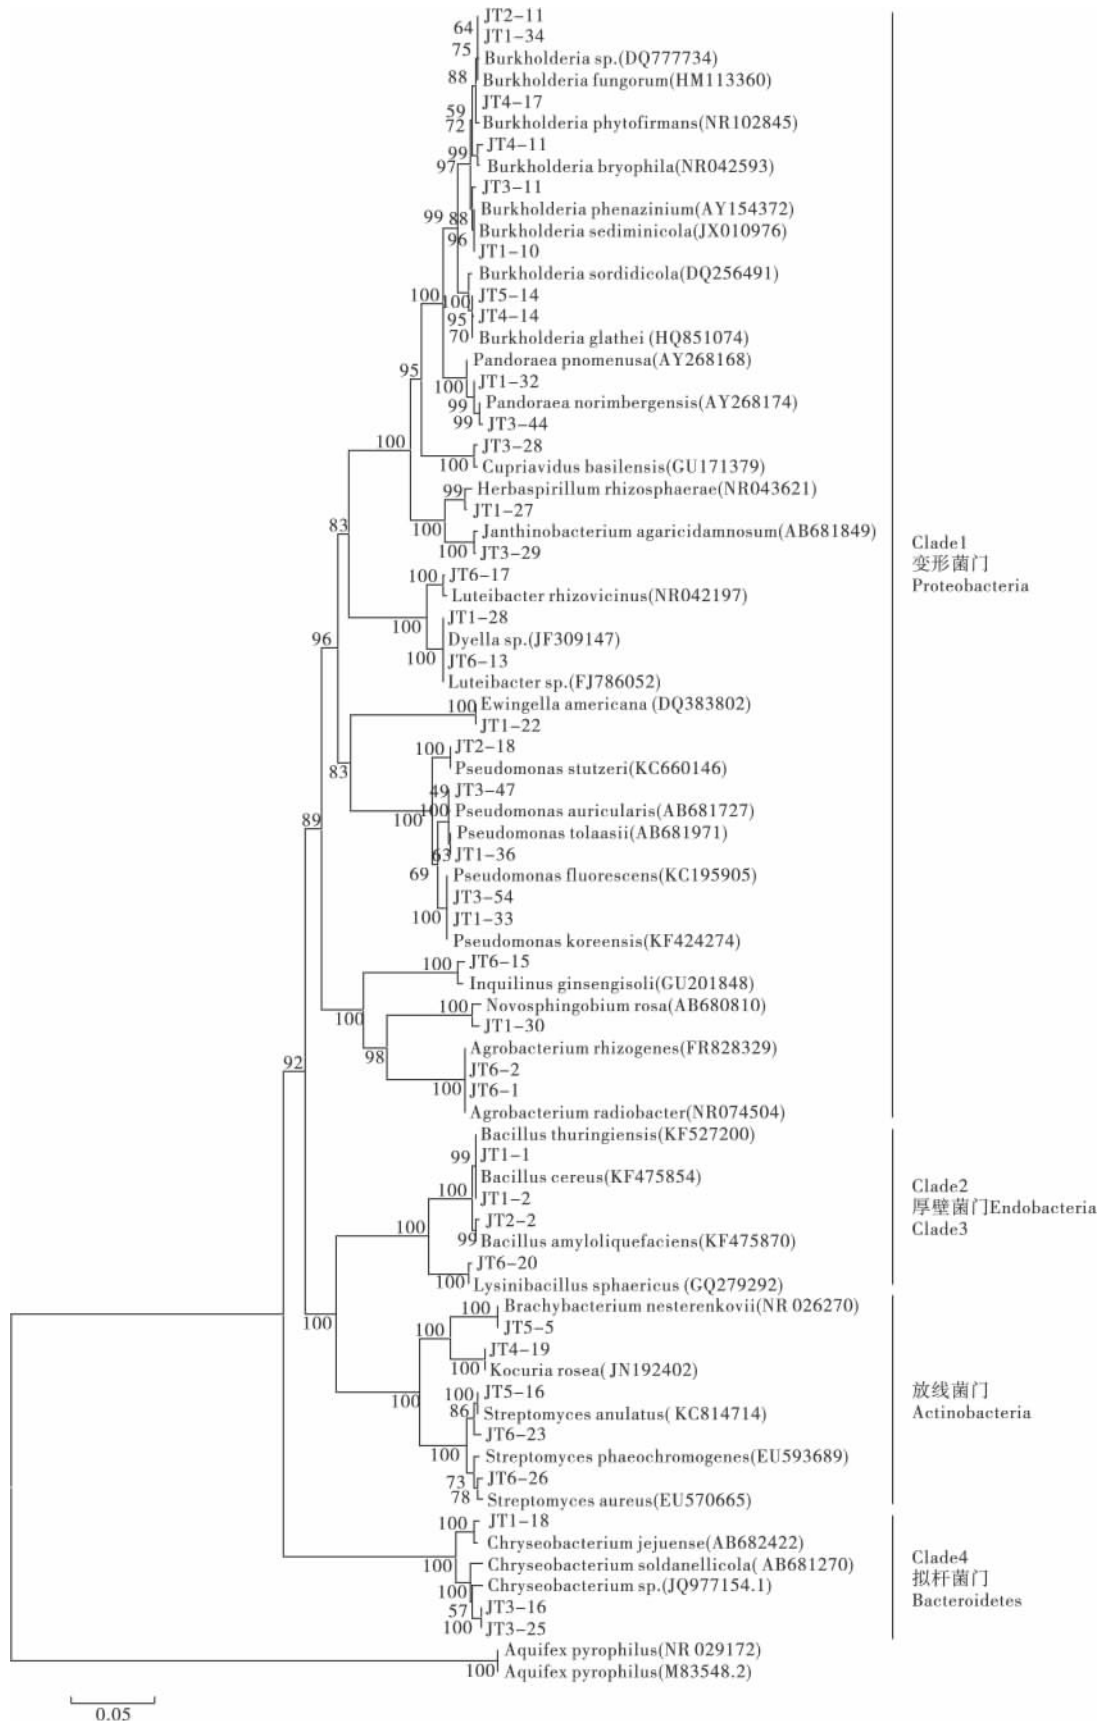 JT2-11
64
JT1-34
75
Burkholderia sp.(DQ777734)
88
Burkholderia fungorum(HM113360)
JT4-17
59
72
Burkholderia phytofirmans(NR102845)
JT4-11
99
97
Burkholderia bryophila(NR042593)
JT3-11
Burkholderia phenazinium(AY154372)
99
88
Burkholderia sediminicola(JX010976)
96
JT1-10
Burkholderia sordidicola(DQ256491)
100
100
JT5-14
JT4-14
95
70
Burkholderia glathei (HQ851074)
Pandoraea pnomenusa(AY268168)
95
100
JT1-32
99
Pandoraea norimbergensis(AY268174)
99
JT3-44
100
JT3-28
100
Cupriavidus basilensis(GU171379)
99
Herbaspirillum rhizosphaerae(NR043621)
JT1-27
83
100
Janthinobacterium agaricidamnosum(AB681849)
100
JT3-29
Clade1
变形菌门
Proteobacteria
100
JT6-17
Luteibacter rhizovicinus(NR042197)
JT1-28
100
96
Dyella sp.(JF309147)
100
JT6-13
Luteibacter sp.(FJ786052)
100
Ewingella americana (DQ383802)
JT1-22
100
JT2-18
83
Pseudomonas stutzeri(KC660146)
49
JT3-47
89
100
100
Pseudomonas auricularis(AB681727)
Pseudomonas tolaasii(AB681971)
63
JT1-36
69
Pseudomonas fluorescens(KC195905)
JT3-54
100
JT1-33
Pseudomonas koreensis(KF424274)
100
JT6-15
Inquilinus ginsengisoli(GU201848)
100
100
Novosphingobium rosa(AB680810)
JT1-30
98
Agrobacterium rhizogenes(FR828329)
92
JT6-2
100
JT6-1
Agrobacterium radiobacter(NR074504)
Bacillus thuringiensis(KF527200)
99
JT1-1
Bacillus cereus(KF475854)
100
JT1-2
100
JT2-2
99
Bacillus amyloliquefaciens(KF475870)
JT6-20
100
Lysinibacillus sphaericus (GQ279292)
Clade2
厚壁菌门Endobacteria
Clade3
100
100
Brachybacterium nesterenkovii(NR 026270)
100
JT5-5
JT4-19
100
Kocuria rosea( JN192402)
100
100
JT5-16
86
Streptomyces anulatus( KC814714)
JT6-23
100
Streptomyces phaeochromogenes(EU593689)
73
JT6-26
78
Streptomyces aureus(EU570665)
放线菌门
Actinobacteria
100
JT1-18
Chryseobacterium jejuense(AB682422)
100
Chryseobacterium soldanellicola( AB681270)
100
Chryseobacterium sp.(JQ977154.1)
57
JT3-16
100
JT3-25
Clade4
拟杆菌门
Bacteroidetes
Aquifex pyrophilus(NR 029172)
100
Aquifex pyrophilus(M83548.2)
0.05